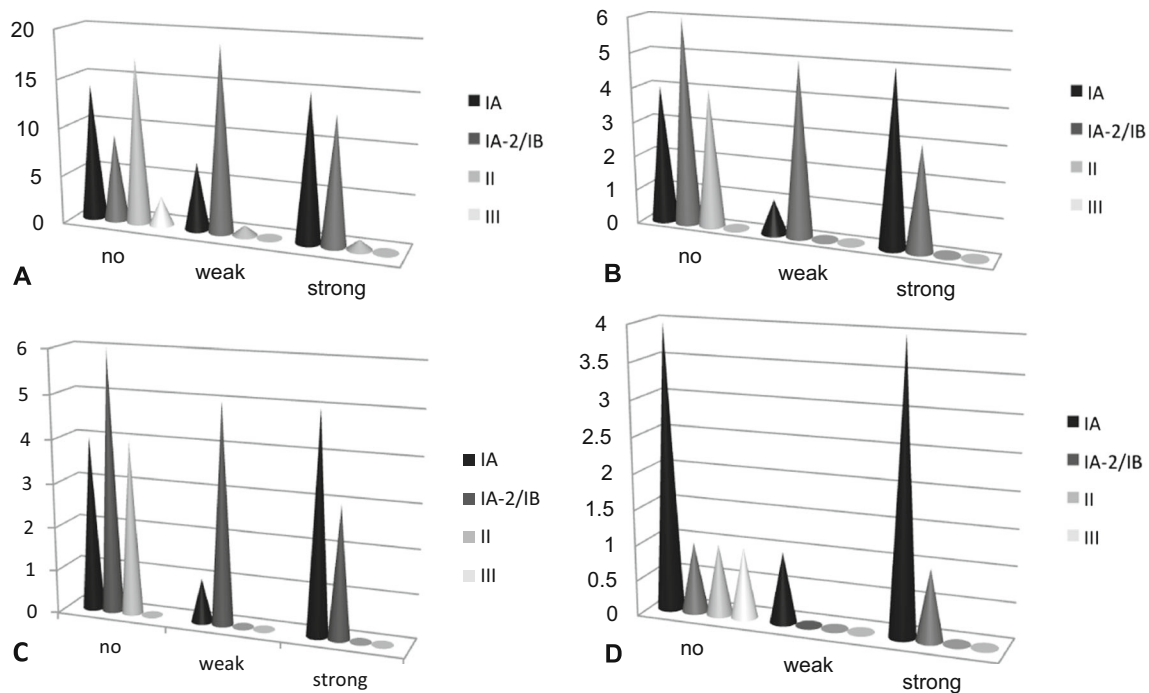 20
15
10
5
0
no
weak
strong
A
IA
IA-2/IB
II
III
6
5
4
3
2
1
0
no
weak
strong
B
IA
IA-2/IB
II
III
6
5
4
3
2
1
0
no
weak
strong
C
IA
IA-2/IB
II
III
4
3.5
3
2.5
2
1.5
1
0.5
0
no
weak
strong
D
IA
IA-2/IB
II
III